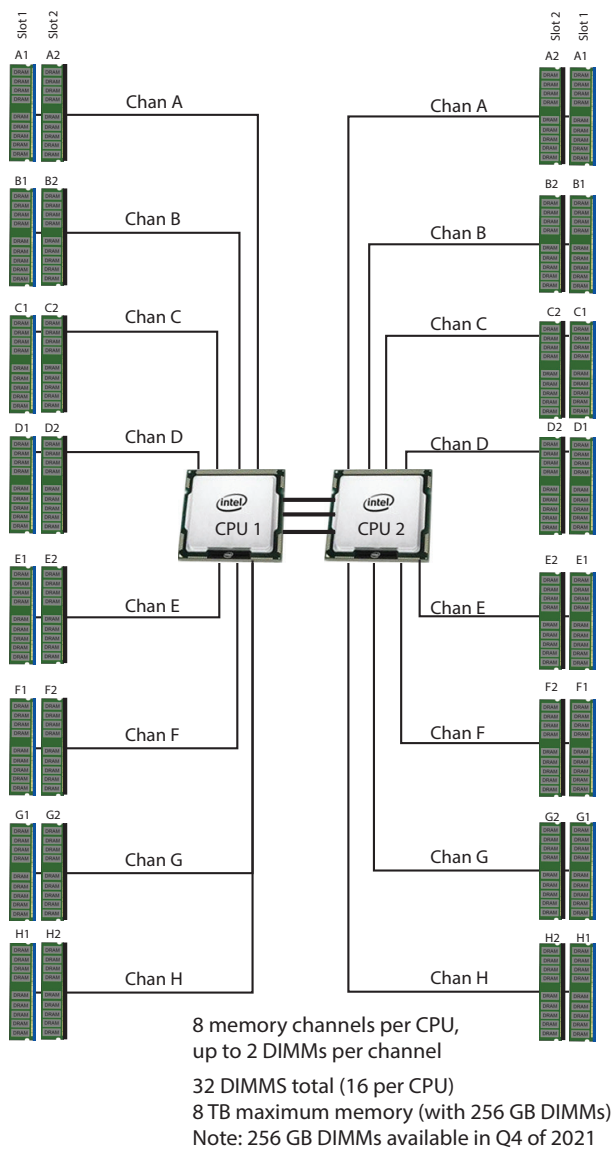 Slot 1 Slot 2 Slot 2 Slot 1
A1 A2 A2 A1
Chan A Chan A
B1 B2 B2 B1
Chan B Chan B
C1 C2 C2 C1
Chan C Chan C
D1 D2 D2 D1
Chan D Chan D
intel intel
CPU 1 CPU 2
E1 E2 E2 E1
Chan E Chan E
F1 F2 F2 F1
Chan F Chan F
G1 G2 G2 G1
Chan G Chan G
H1 H2 H2 H1
Chan H Chan H
8 memory channels per CPU,
up to 2 DIMMs per channel
32 DIMMS total (16 per CPU)
8 TB maximum memory (with 256 GB DIMMs)
Note: 256 GB DIMMs available in Q4 of 2021